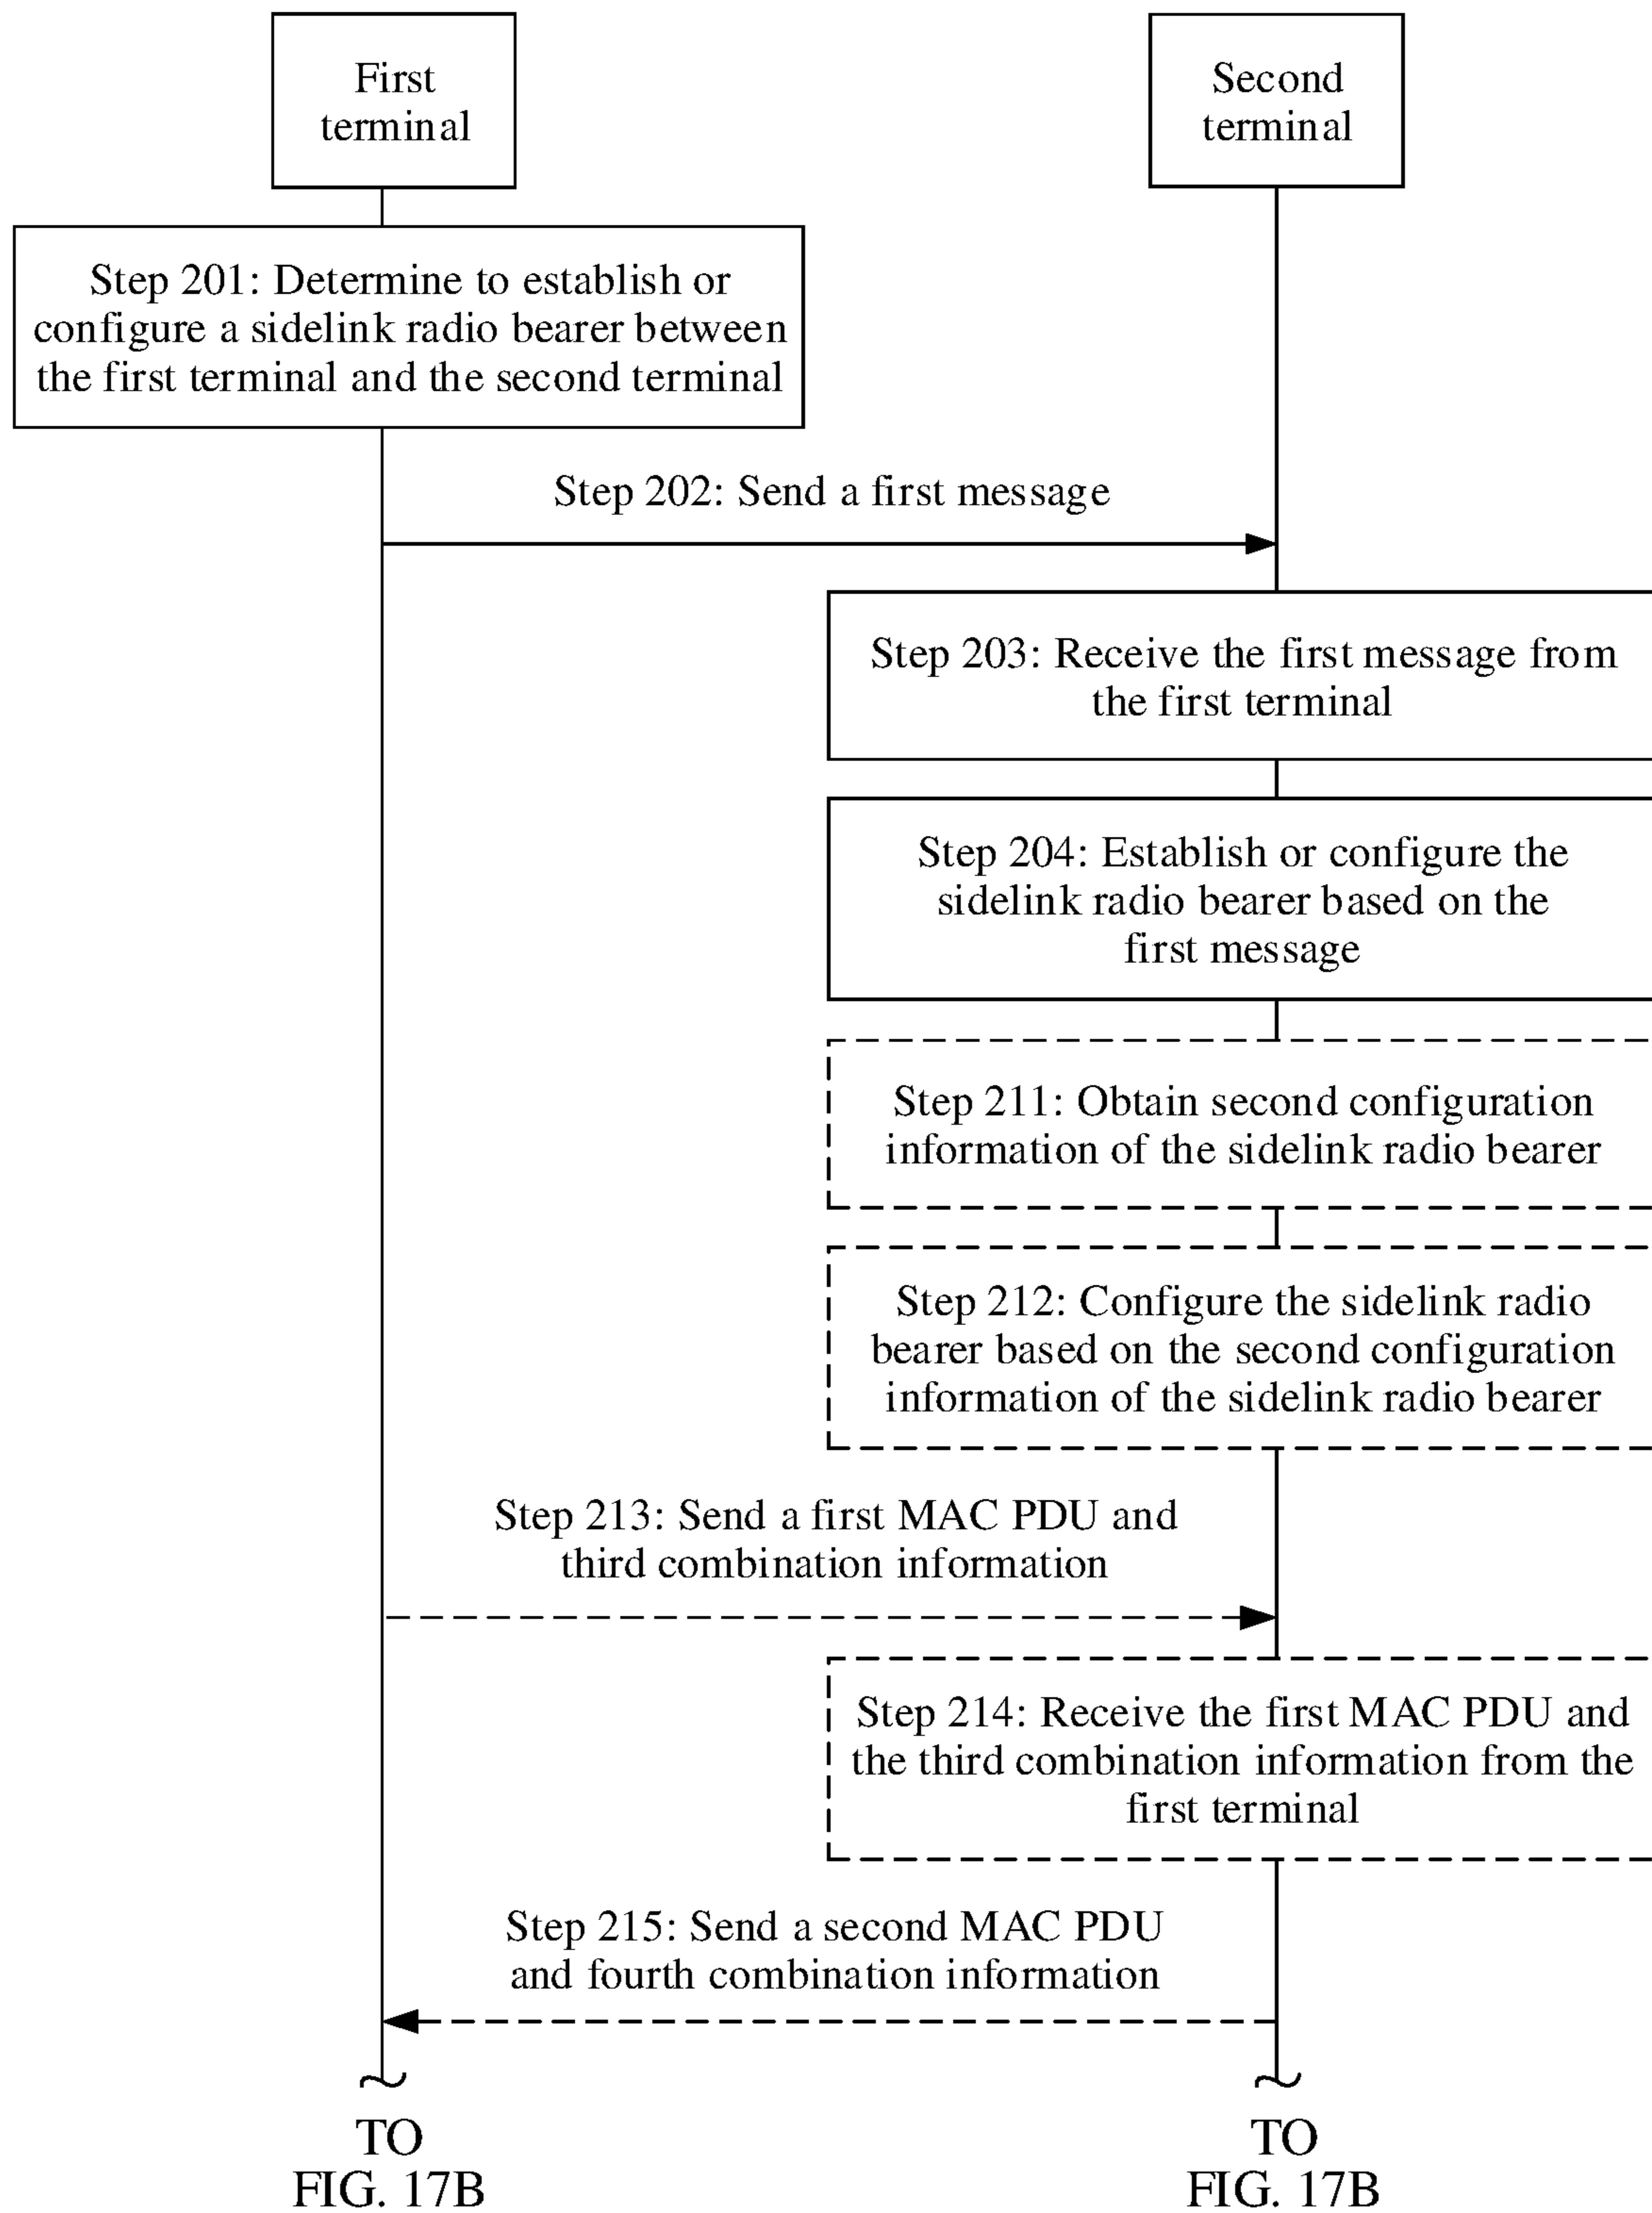 First
terminal
Second
terminal
Step 201: Determine to establish or
configure a sidelink radio bearer between
the first terminal and the second terminal
Step 202: Send a first message
Step 203: Receive the first message from
the first terminal
Step 204: Establish or configure the
sidelink radio bearer based on the
first message
Step 211: Obtain second configuration
information of the sidelink radio bearer
Step 212: Configure the sidelink radio
bearer based on the second configuration
information of the sidelink radio bearer
Step 213: Send a first MAC PDU and
third combination information
Step 214: Receive the first MAC PDU and
the third combination information from the
first terminal
Step 215: Send a second MAC PDU
and fourth combination information
TO
FIG. 17B
TO
FIG. 17B